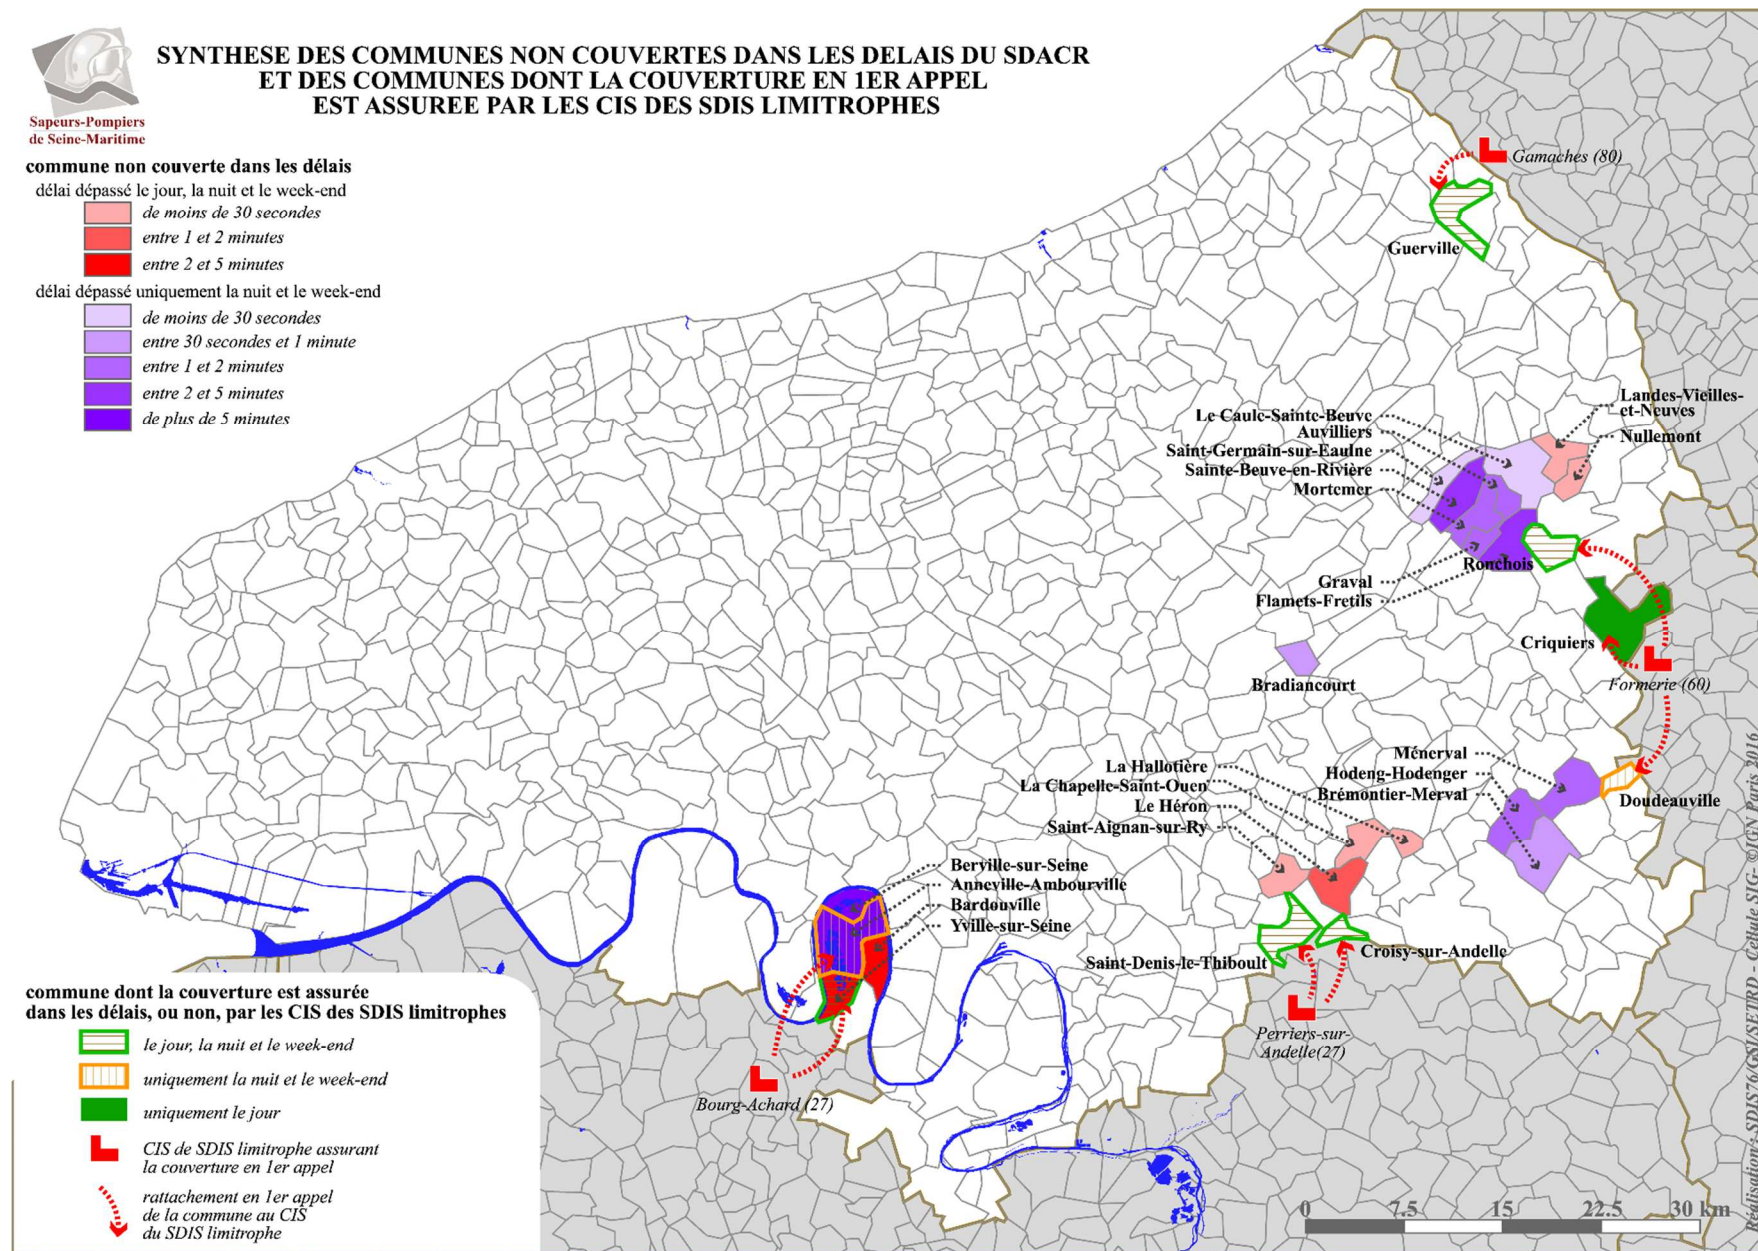 SYNTHESE DES COMMUNES NON COUVERTES DANS LES DELAIS DU SDACR
ET DES COMMUNES DONT LA COUVERTURE EN 1ER APPEL
EST ASSUREE PAR LES CIS DES SDIS LIMITROPHES
Sapeurs-Pompiers
de Seine-Maritime
commune non couverte dans les délais
délai dépassé le jour, la nuit et le week-end
de moins de 30 secondes
entre 1 et 2 minutes
entre 2 et 5 minutes
délai dépassé uniquement la nuit et le week-end
de moins de 30 secondes
entre 30 secondes et 1 minute
entre 1 et 2 minutes
entre 2 et 5 minutes
de plus de 5 minutes
Gamaches (80)
Guerville
Landes-Vieilles-
et-Neuves
Nullemont
Le Caule-Sainte-Beuve
Auvilliers
Saint-Germain-sur-Eaulne
Sainte-Beuve-en-Rivière
Mortemer
Ronchois
Graval
Flamets-Fretils
Criquiers
Formerie (60)
Bradiancourt
Ménerval
Hodeng-Hodenger
Brémontier-Merval
Doudeauville
La Hallotière
La Chapelle-Saint-Ouen
Le Héron
Saint-Aignan-sur-Ry
Berville-sur-Seine
Anneville-Ambourville
Bardouville
Yville-sur-Seine
Saint-Denis-le-Thiboult
Croisy-sur-Andelle
Perriers-sur-
Andelle(27)
Bourg-Achard (27)
commune dont la couverture est assurée
dans les délais, ou non, par les CIS des SDIS limitrophes
le jour, la nuit et le week-end
uniquement la nuit et le week-end
uniquement le jour
CIS de SDIS limitrophe assurant
la couverture en 1er appel
rattachement en 1er appel
de la commune au CIS
du SDIS limitrophe
0 7.5 15 22.5 30 km
Réalisation : SDIS76/GSI/SEFRD Cellule SIG- ©IGN Paris 2016